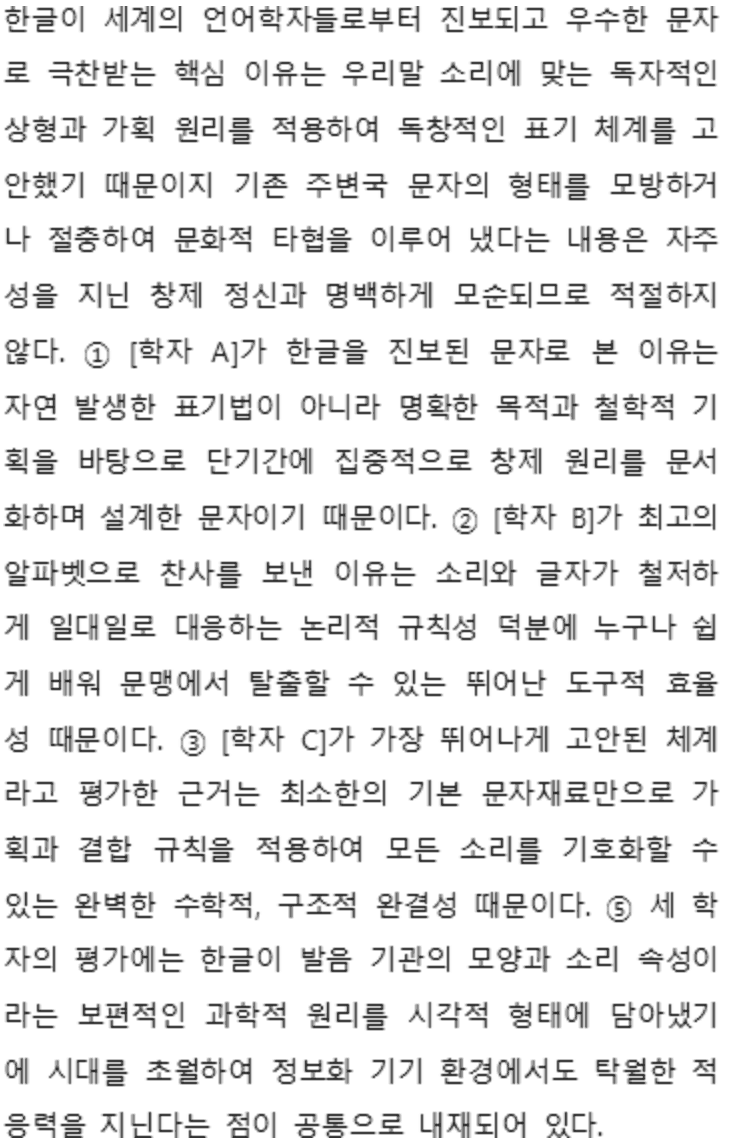 한글이 세계의 언어학자들로부터 진보되고 우수한 문자
로 극찬받는 핵심 이유는 우리말 소리에 맞는 독자적인
상형과 가획 원리를 적용하여 독창적인 표기 체계를 고
안했기 때문이지 기존 주변국 문자의 형태를 모방하거
나 절충하여 문화적 타협을 이루어 냈다는 내용은 자주
성을 지닌 창제 정신과 명백하게 모순되므로 적절하지
않다. ① [학자 A]가 한글을 진보된 문자로 본 이유는
자연 발생한 표기법이 아니라 명확한 목적과 철학적 기
획을 바탕으로 단기간에 집중적으로 창제 원리를 문서
화하며 설계한 문자이기 때문이다. ② [학자 B]가 최고의
알파벳으로 찬사를 보낸 이유는 소리와 글자가 철저하
게 일대일로 대응하는 논리적 규칙성 덕분에 누구나 쉽
게 배워 문맹에서 탈출할 수 있는 뛰어난 도구적 효율
성 때문이다. ③ [학자 C]가 가장 뛰어나게 고안된 체계
라고 평가한 근거는 최소한의 기본 문자재료만으로 가
획과 결합 규칙을 적용하여 모든 소리를 기호화할 수
있는 완벽한 수학적, 구조적 완결성 때문이다. ⑤ 세 학
자의 평가에는 한글이 발음 기관의 모양과 소리 속성이
라는 보편적인 과학적 원리를 시각적 형태에 담아냈기
에 시대를 초월하여 정보화 기기 환경에서도 탁월한 적
응력을 지닌다는 점이 공통으로 내재되어 있다.